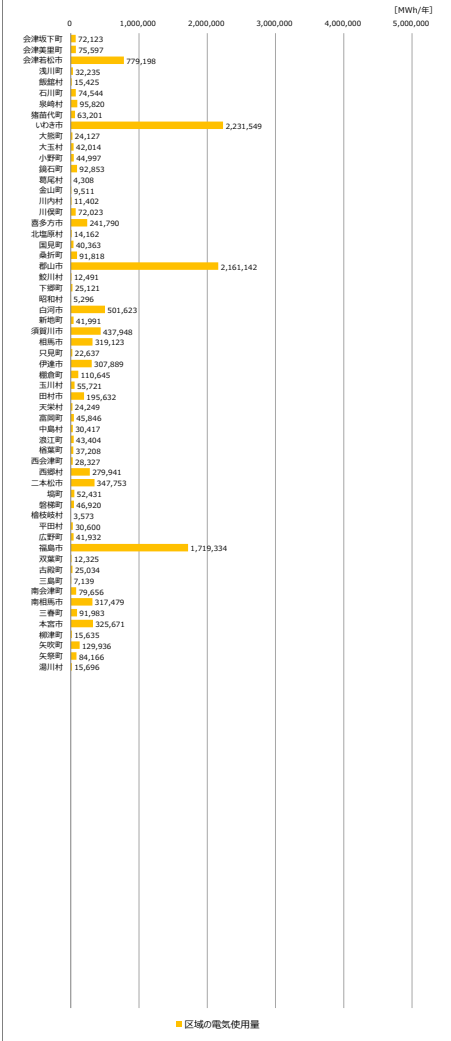 [MWh/年]
0 1,000,000 2,000,000 3,000,000 4,000,000 5,000,000
会津坂下町 72,123
会津美里町 75,597
会津若松市 779,198
浅川町 32,235
飯舘村 15,425
石川町 74,544
泉崎村 95,820
猪苗代町 63,201
いわき市 2,231,549
大熊町 24,127
大玉村 42,014
小野町 44,997
鏡石町 92,853
葛尾村 4,308
金山町 9,511
川内村 11,402
川俣町 72,023
喜多方市 241,790
北塩原村 14,162
国見町 40,363
桑折町 91,818
郡山市 2,161,142
鮫川村 12,491
下郷町 25,121
昭和村 5,296
白河市 501,623
新地町 41,991
須賀川市 437,948
相馬市 319,123
只見町 22,637
伊達市 307,889
棚倉町 110,645
玉川村 55,721
田村市 195,632
天栄村 24,249
富岡町 45,846
中島村 30,417
浪江町 43,404
楢葉町 37,208
西会津町 28,327
西郷村 279,941
二本松市 347,753
塙町 52,431
磐梯町 46,920
檜枝岐村 3,573
平田村 30,600
広野町 41,932
福島市 1,719,334
双葉町 12,325
古殿町 25,034
三島町 7,139
南会津町 79,656
南相馬市 317,479
三春町 91,983
本宮市 325,671
柳津町 15,635
矢吹町 129,936
矢祭町 84,166
湯川村 15,696
区域の電気使用量